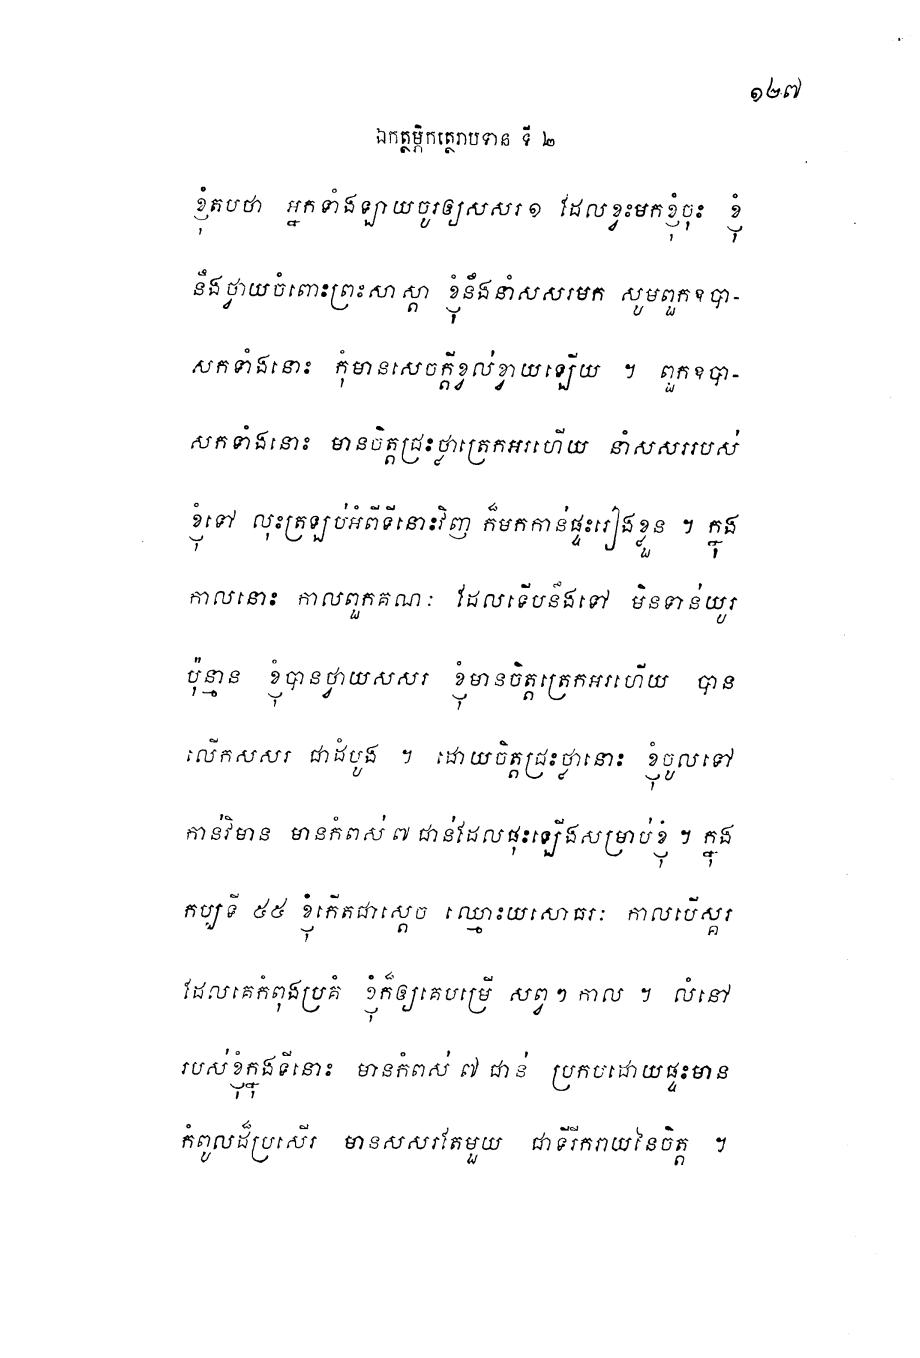 ១២៧
ឯកត្ថម្ភិកត្ថេរាបទាន ទី ២
ខ្ញុំតបថា អ្នកទាំងឡាយចូរឲ្យសសរ១ ដែលខ្វះមកខ្ញុំចុះ ខ្ញុំ
នឹងថ្វាយចំពោះព្រះសាស្តា ខ្ញុំនឹងនាំសសរមក សូមពួកឧបា-
សកទាំងនោះ កុំមានសេចក្តីខ្វល់ខ្វាយឡើយ ។ ពួកឧបា-
សកទាំងនោះ មានចិត្តជ្រះថ្លាត្រេកអរហើយ នាំសសររបស់
ខ្ញុំទៅ លុះត្រឡប់អំពីទីនោះវិញ ក៏មកកាន់ផ្ទះរៀងខ្លួន ។ ក្នុង
កាលនោះ កាលពួកគណៈ ដែលទើបនឹងទៅ មិនទាន់យូរ
ប៉ុន្មាន ខ្ញុំបានថ្វាយសសរ ខ្ញុំមានចិត្តត្រេកអរហើយ បាន
លើកសសរ ជាដំបូង ។ ដោយចិត្តជ្រះថ្លានោះ ខ្ញុំចូលទៅ
កាន់វិមាន មានកំពស់ ៧ ជាន់ដែលផុះឡើងសម្រាប់ខ្ញុំ ។ ក្នុង
កប្បទី ៥៥ ខ្ញុំកើតជាស្តេច ឈ្មោះយសោធរៈ កាលបើស្គរ
ដែលគេកំពុងប្រគំ ខ្ញុំក៏ឲ្យគេបម្រើ សព្វៗកាល ។ លំនៅ
របស់ខ្ញុំក្នុងទីនោះ មានកំពស់ ៧ ជាន់ ប្រកបដោយផ្ទះមាន
កំពូលដ៏ប្រសើរ មានសសរតែមួយ ជាទីរីករាយនៃចិត្ត ។